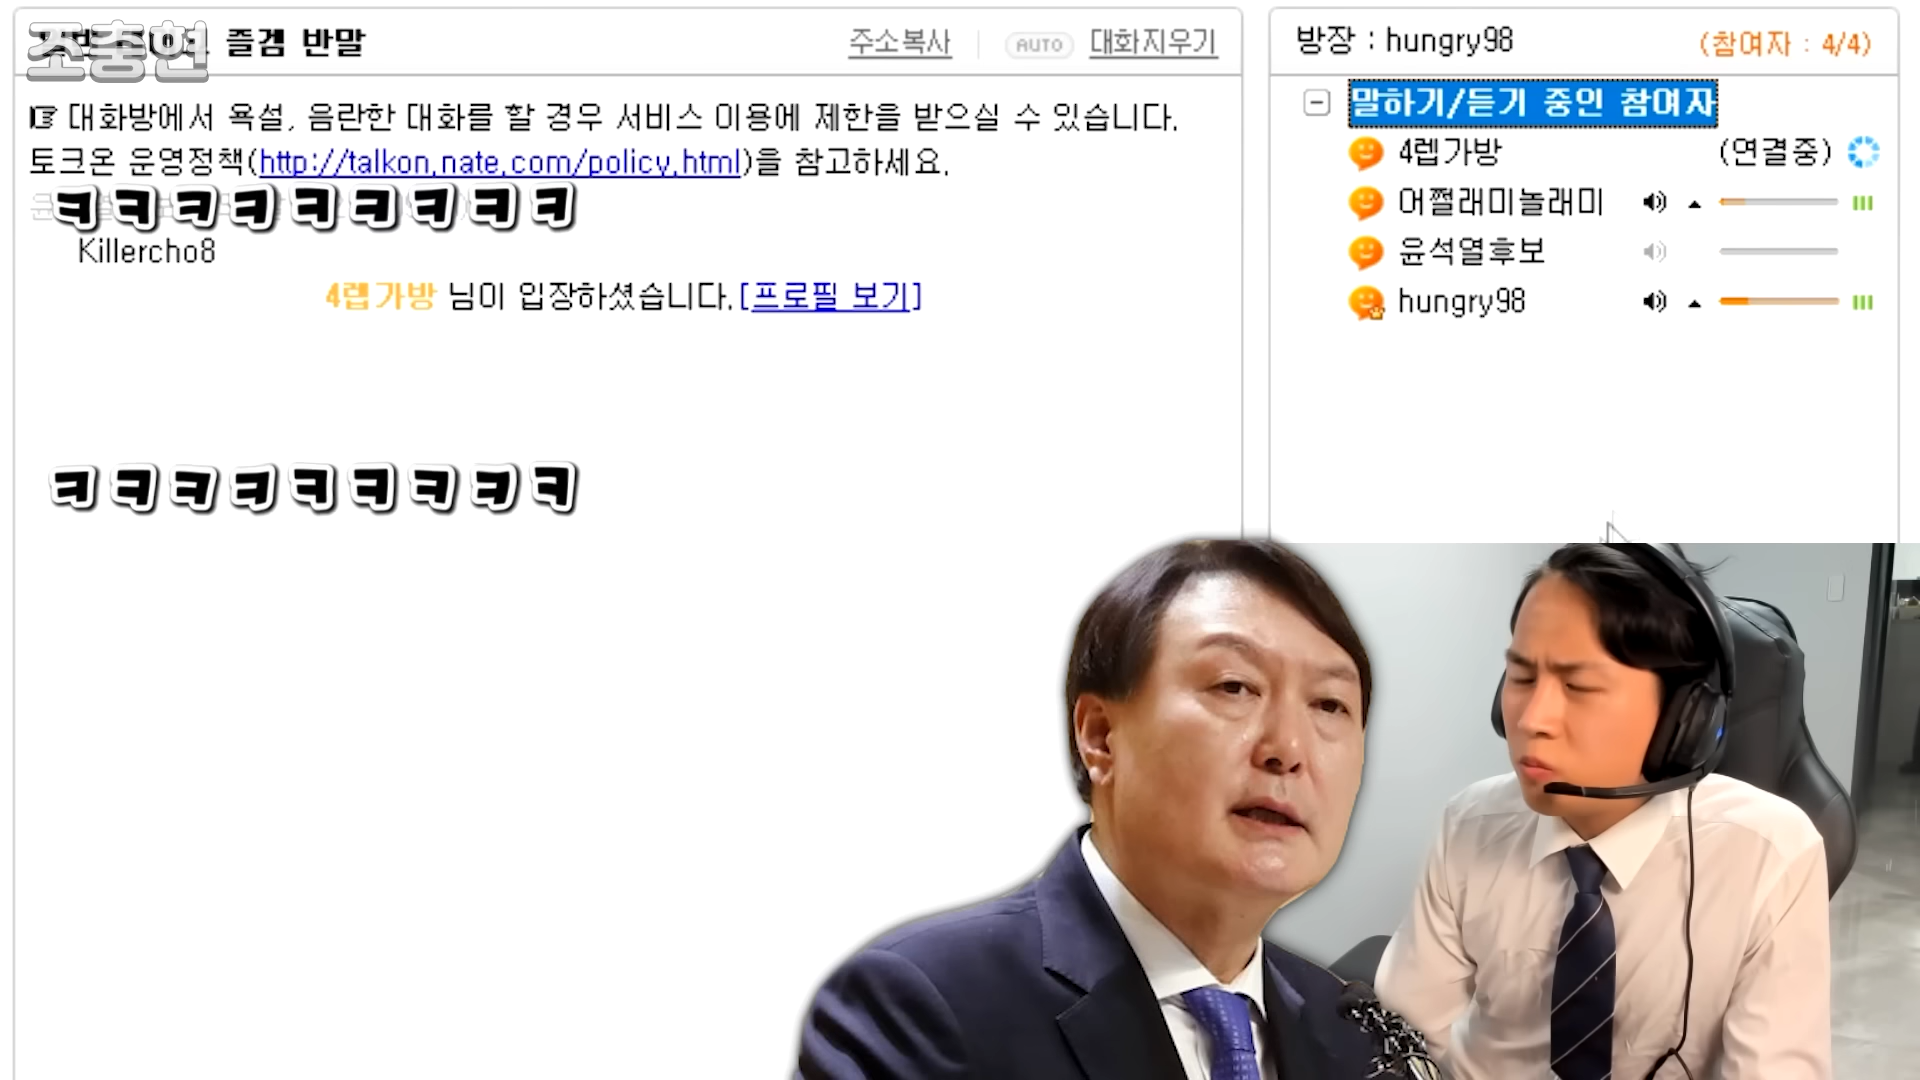 조충현
즐겜 반말
주소복사
AUTO
대화지우기
☞ 대화방에서 욕설, 음란한 대화를 할 경우 서비스 이용에 제한을 받으실 수 있습니다.
토크온 운영정책(http://talkon.nate.com/policy.html)을 참고하세요.
ㅋㅋㅋㅋㅋㅋㅋㅋㅋ
Killercho8
4렙가방 님이 입장하셨습니다.[프로필 보기]
ㅋㅋㅋㅋㅋㅋㅋㅋㅋ
방장 : hungry98
(참여자 : 4/4)
말하기/듣기 중인 참여자
4렙가방 (연결중)
어쩔래미놀래미
윤석열후보
hungry98